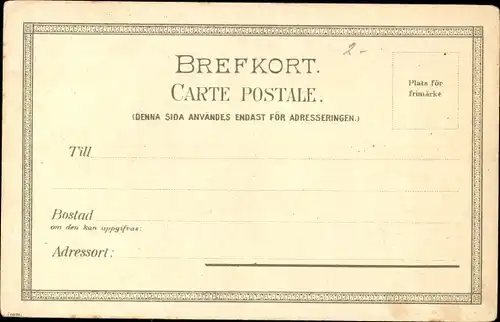 2-
BREFKORT.
CARTE POSTALE.
(DENNA SIDA ANVÄNDES ENDAST FÖR ADRESSERINGEN.)
Plats för
frimärke
Till
Bostad
om den kan uppgifvas:
Adressort: